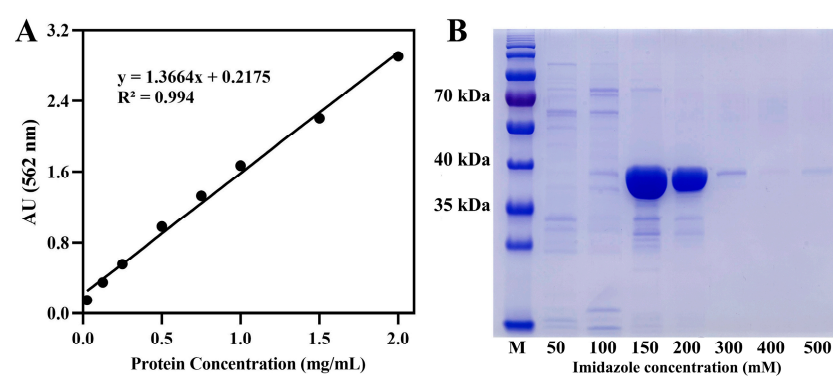 A
3.2
2.4
1.6
0.8
0.0
AU (562 nm)
y = 1.3664x + 0.2175
R² = 0.994
0.0 0.5 1.0 1.5 2.0
Protein Concentration (mg/mL)
B
70 kDa
40 kDa
35 kDa
M 50 100 150 200 300 400 500
Imidazole concentration (mM)